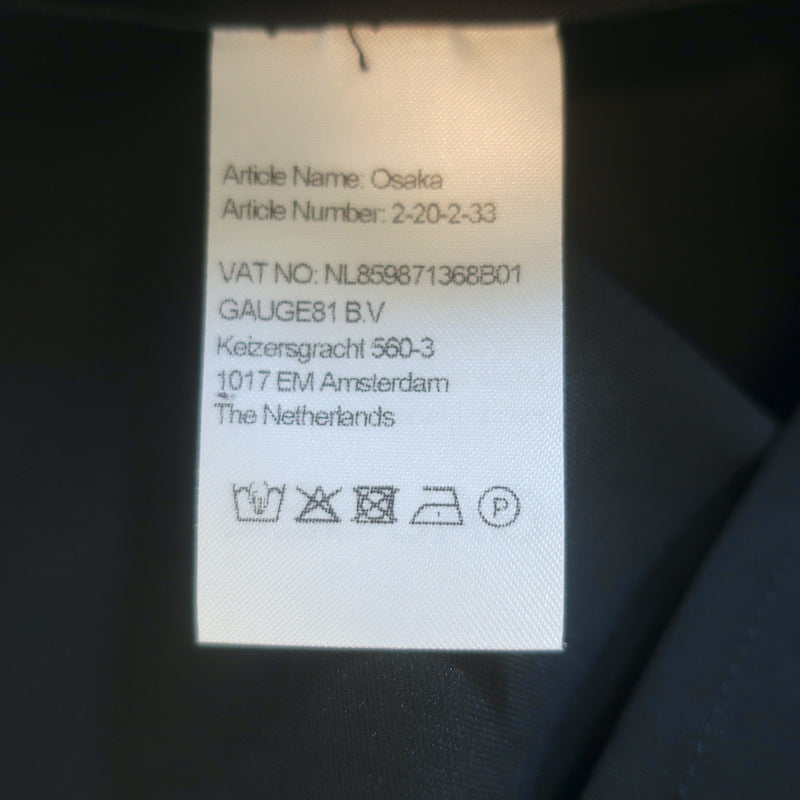 Article Name: Osaka
Article Number: 2-20-2-33
VAT NO: NL859871368B01
GAUGE81 B.V
Keizersgracht 560-3
1017 EM Amsterdam
The Netherlands
P